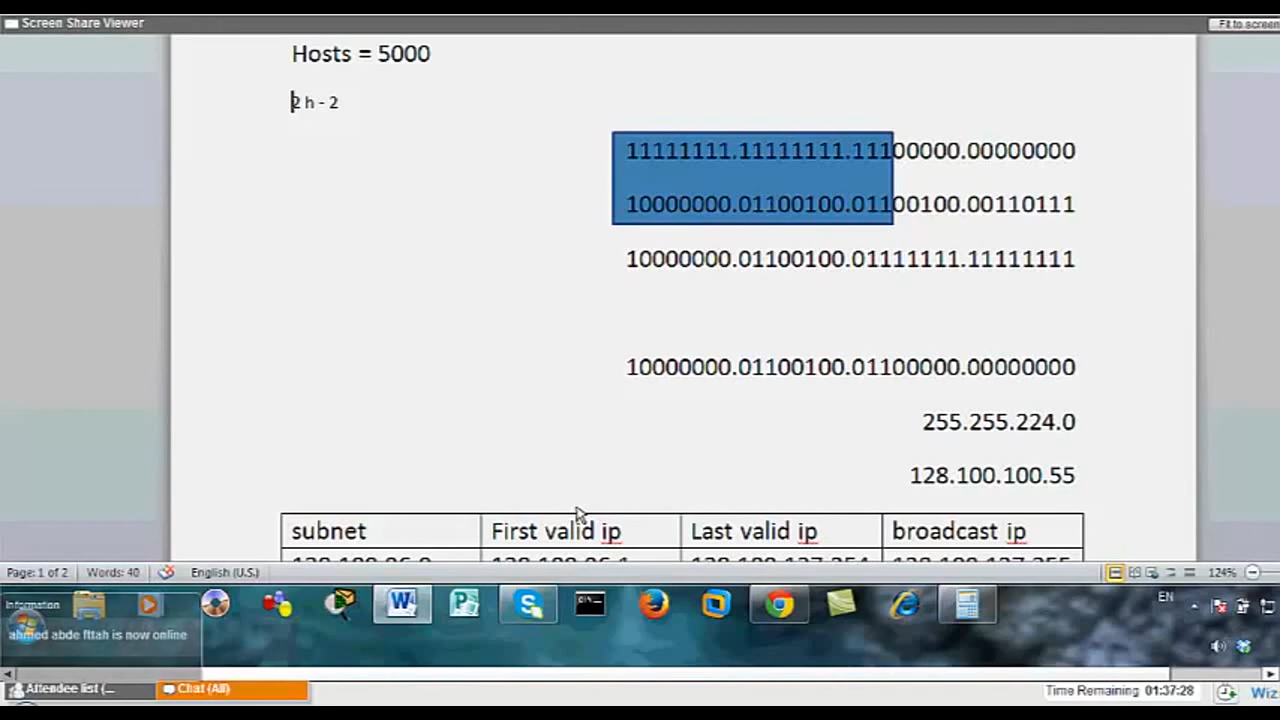 Screen Share Viewer
Fit to screen
Hosts = 5000
2 h - 2
11111111.11111111.11100000.00000000
10000000.01100100.01100100.00110111
10000000.01100100.01111111.11111111
10000000.01100100.01100000.00000000
255.255.224.0
128.100.100.55
subnet First valid ip Last valid ip broadcast ip
Page: 1 of 2 Words: 40 English (U.S.) 124%
Information
EN
ahmed abde fttah is now online
Attendee list (... Chat (All) Time Remaining 01:37:28 Wiz